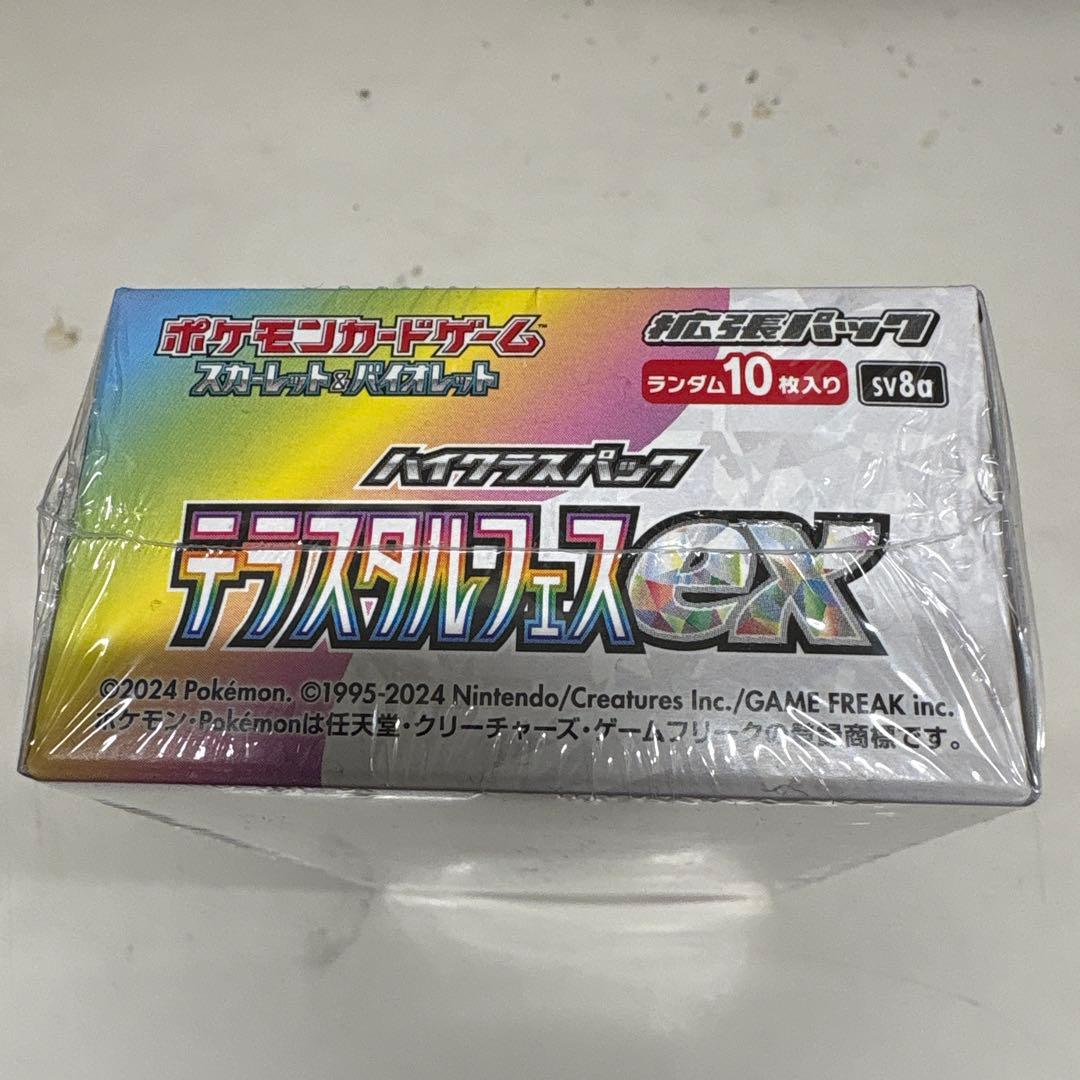 ポケモンカードゲーム™
スカーレット&バイオレット
拡張パック
ランダム10枚入り SV8a
ハイクラスパック
テラスタルフェスex
©2024 Pokémon. ©1995-2024 Nintendo/Creatures Inc./GAME FREAK inc.
ポケモン・Pokémonは任天堂・クリーチャーズ・ゲームフリークの登録商標です。